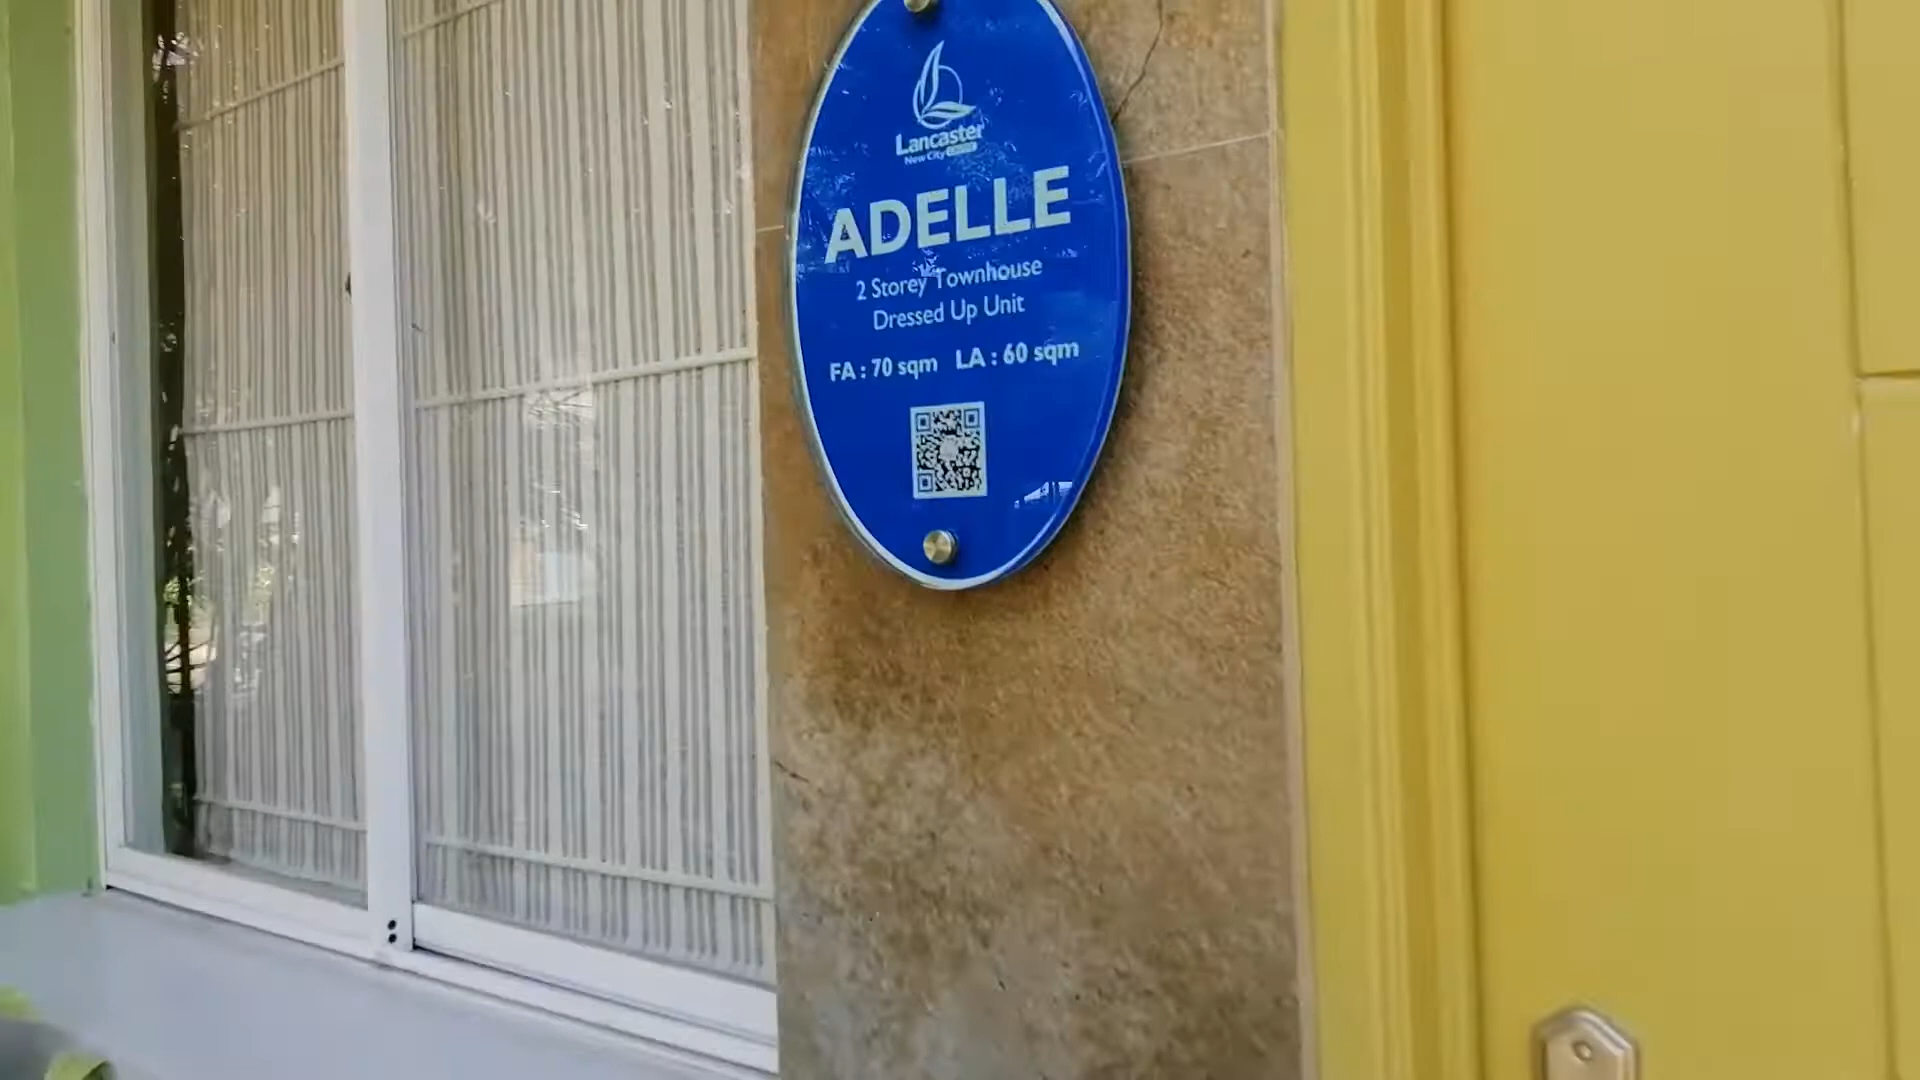 Lancaster
New City
ADELLE
2 Storey Townhouse
Dressed Up Unit
FA : 70 sqm LA : 60 sqm